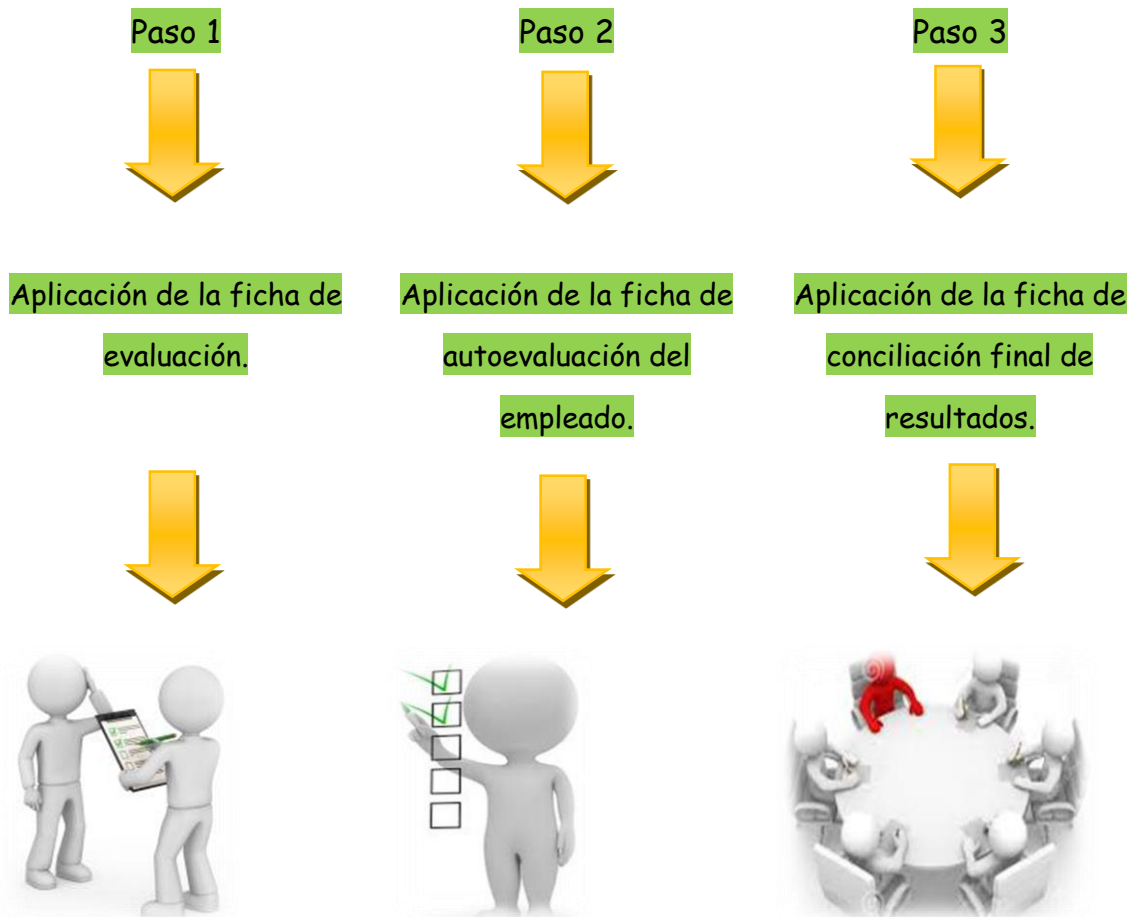 Paso 1
Paso 2
Paso 3
Aplicación de la ficha de
evaluación.
Aplicación de la ficha de
autoevaluación del
empleado.
Aplicación de la ficha de
conciliación final de
resultados.